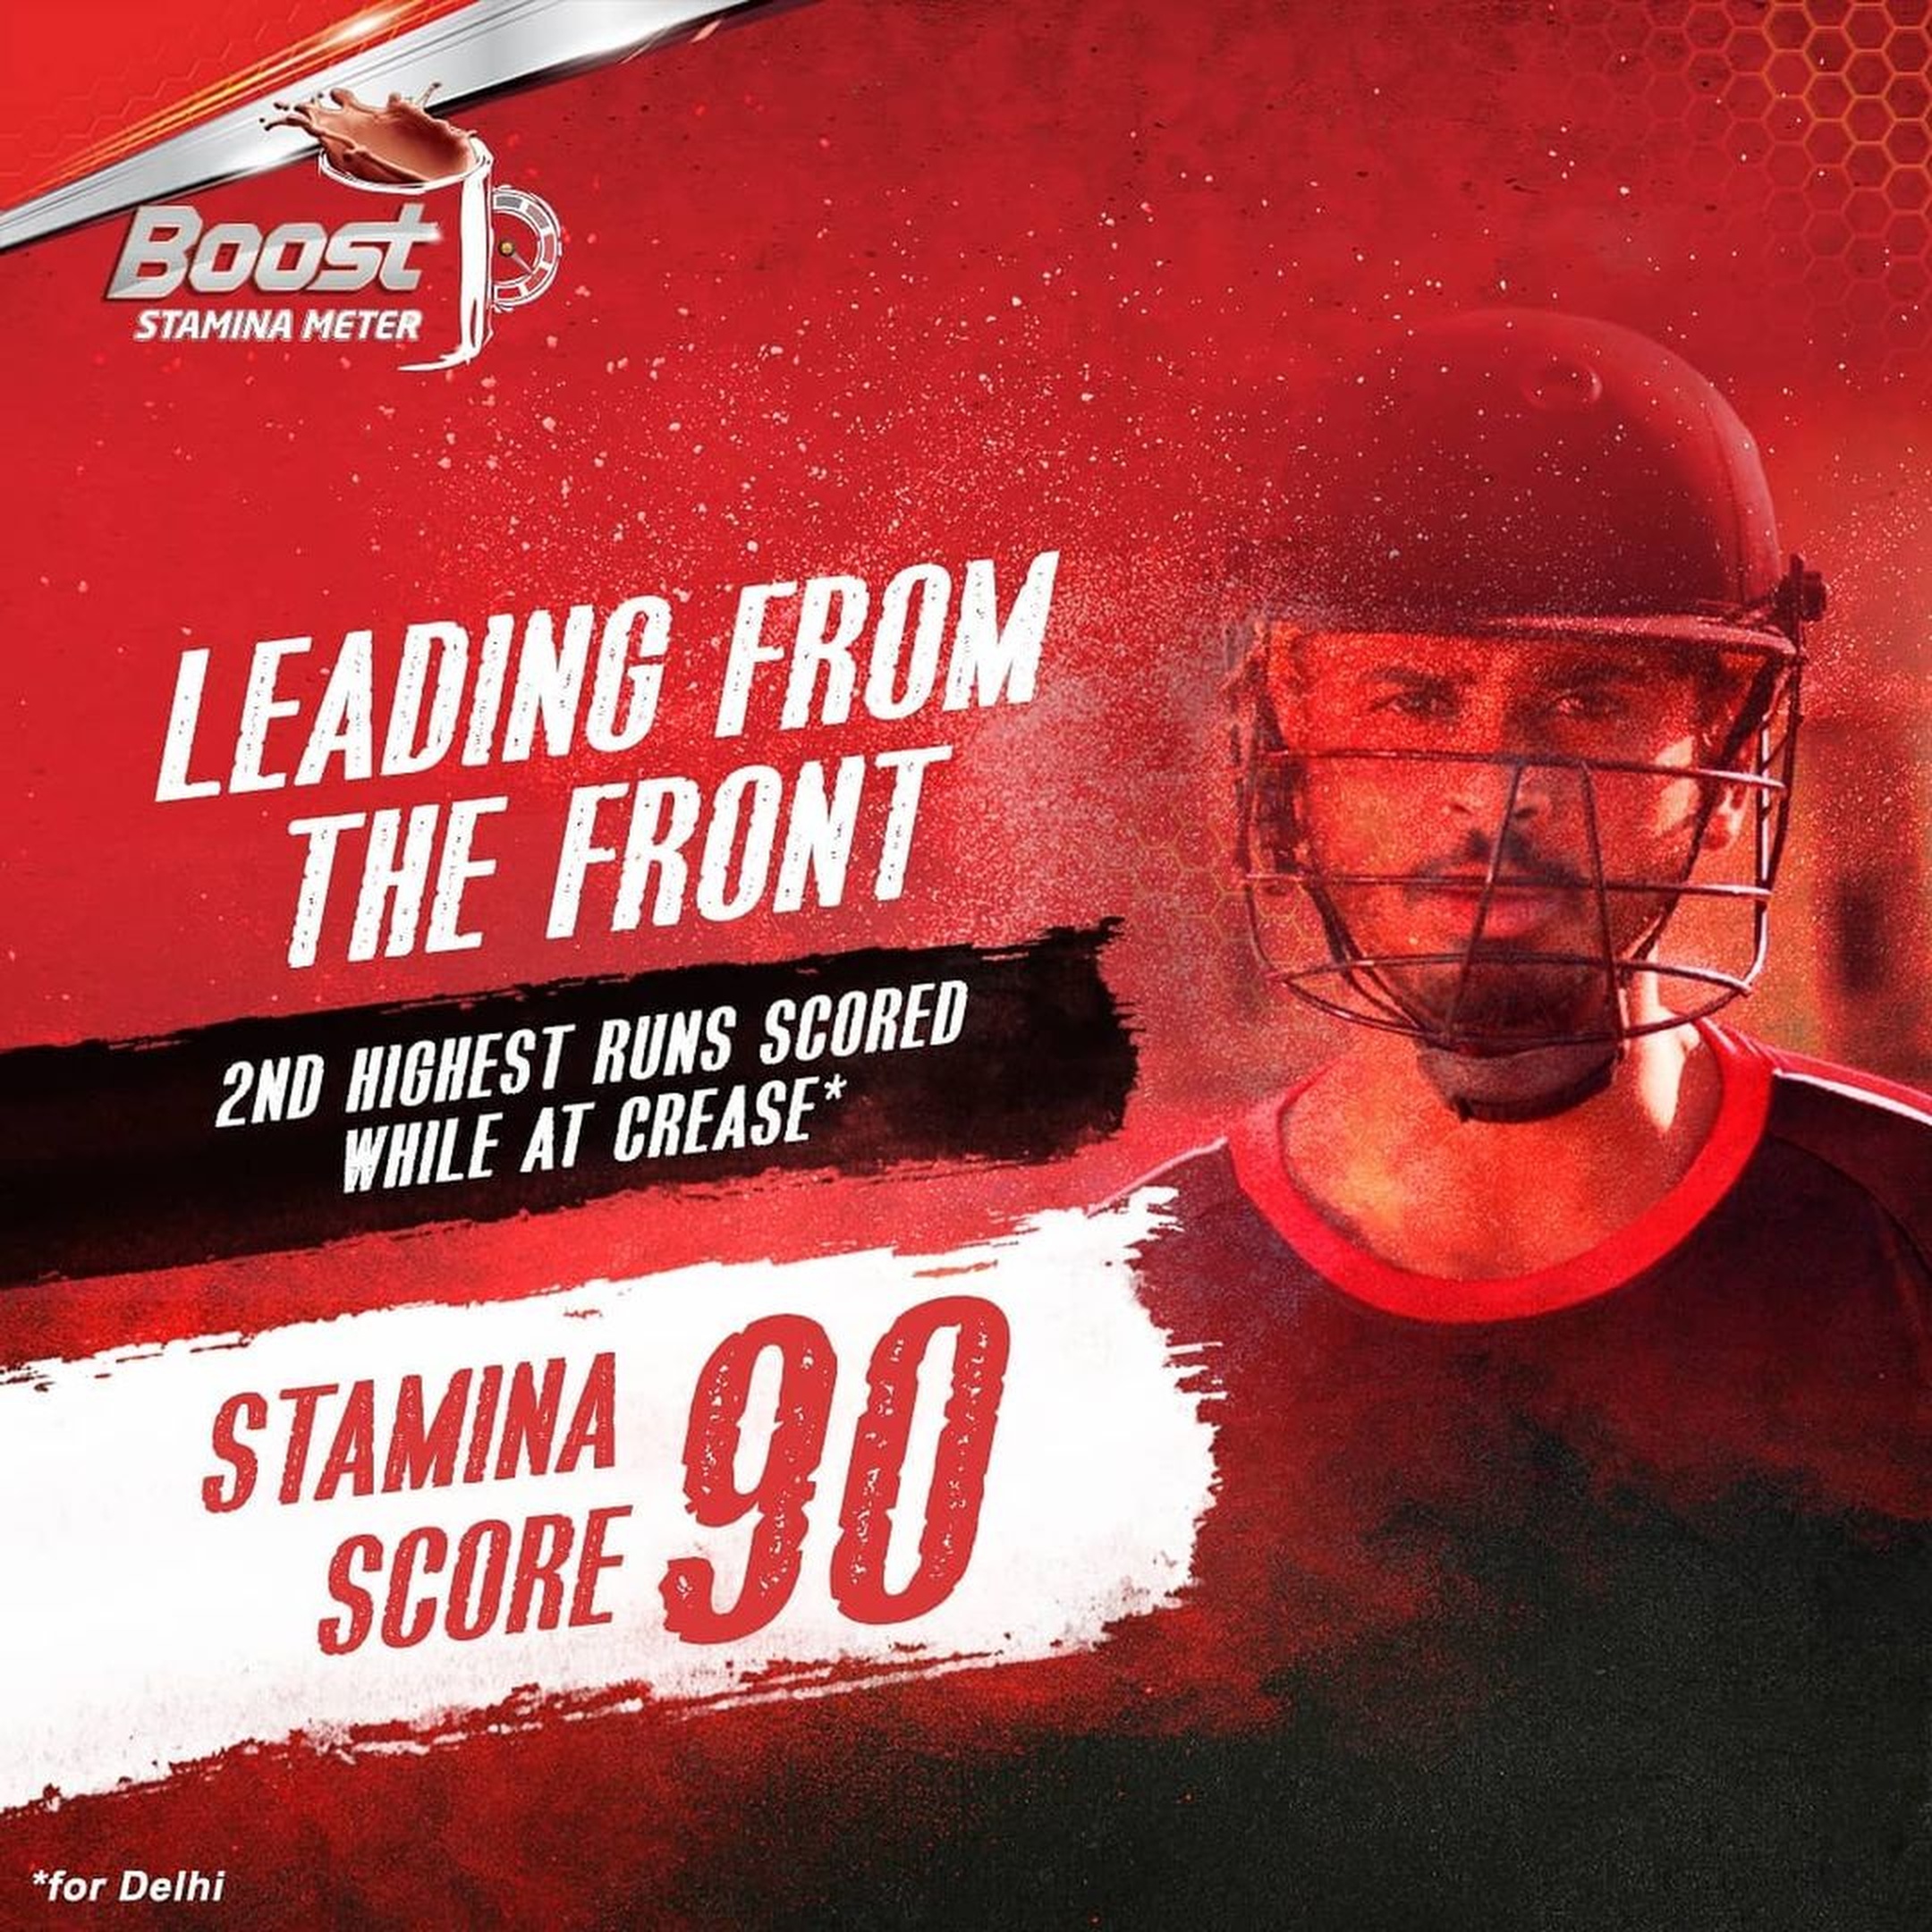 Boost
STAMINA METER
LEADING FROM
THE FRONT
2ND HIGHEST RUNS SCORED
WHILE AT CREASE*
STAMINA
SCORE 90
*for Delhi